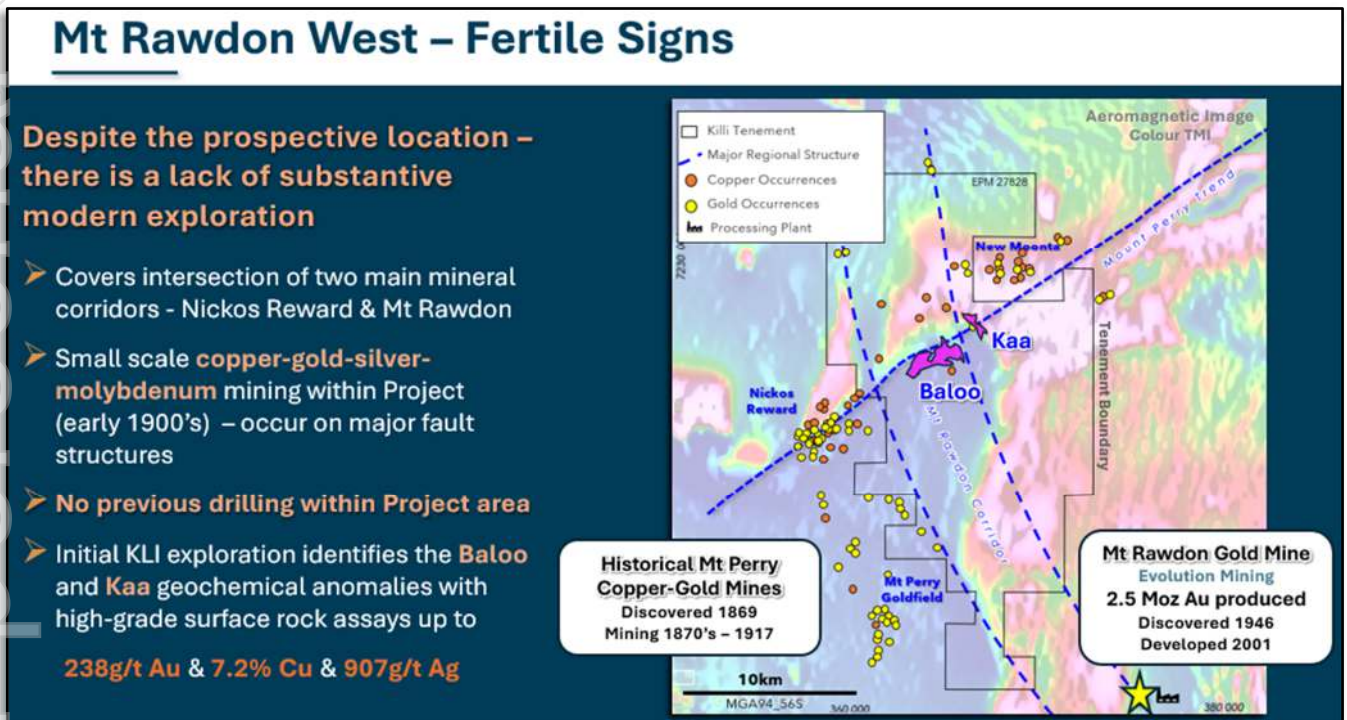 Mt Rawdon West – Fertile Signs
Despite the prospective location –
there is a lack of substantive
modern exploration
➤ Covers intersection of two main mineral
corridors - Nickos Reward & Mt Rawdon
➤ Small scale copper-gold-silver-
molybdenum mining within Project
(early 1900's) – occur on major fault
structures
➤ No previous drilling within Project area
➤ Initial KLI exploration identifies the Baloo
and Kaa geochemical anomalies with
high-grade surface rock assays up to
238g/t Au & 7.2% Cu & 907g/t Ag
Killi Tenement
Major Regional Structure
Copper Occurrences
Gold Occurrences
Processing Plant
Aeromagnetic Image
Colour TMI
EPM 27828
Mount Perry Trend
New Moonta
7230
Kaa
Baloo
Nickos
Reward
Tenement Boundary
Mt Rawdon Corridor
Mt Perry
Goldfield
Historical Mt Perry
Copper-Gold Mines
Discovered 1869
Mining 1870's – 1917
Mt Rawdon Gold Mine
Evolution Mining
2.5 Moz Au produced
Discovered 1946
Developed 2001
10km
MGA94_56S
360 000
380 000